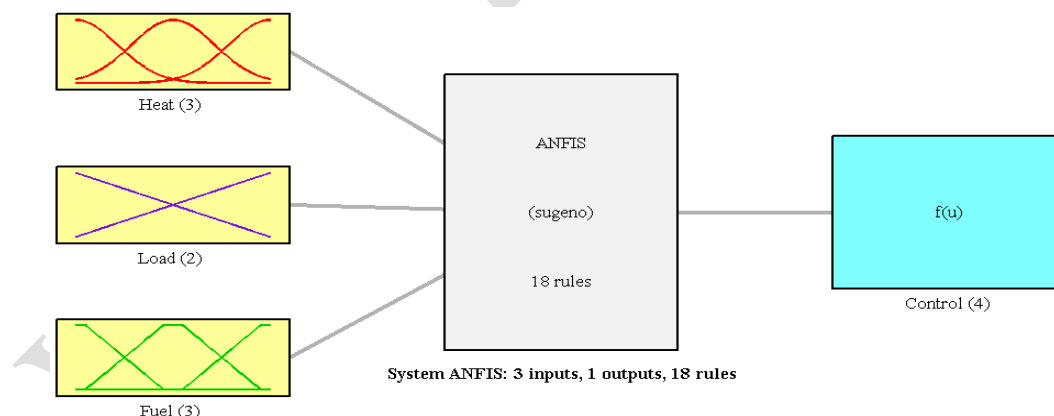 Heat (3)
ANFIS
Load (2)
(sugeno)
f(u)
18 rules
Control (4)
System ANFIS: 3 inputs, 1 outputs, 18 rules
Fuel (3)